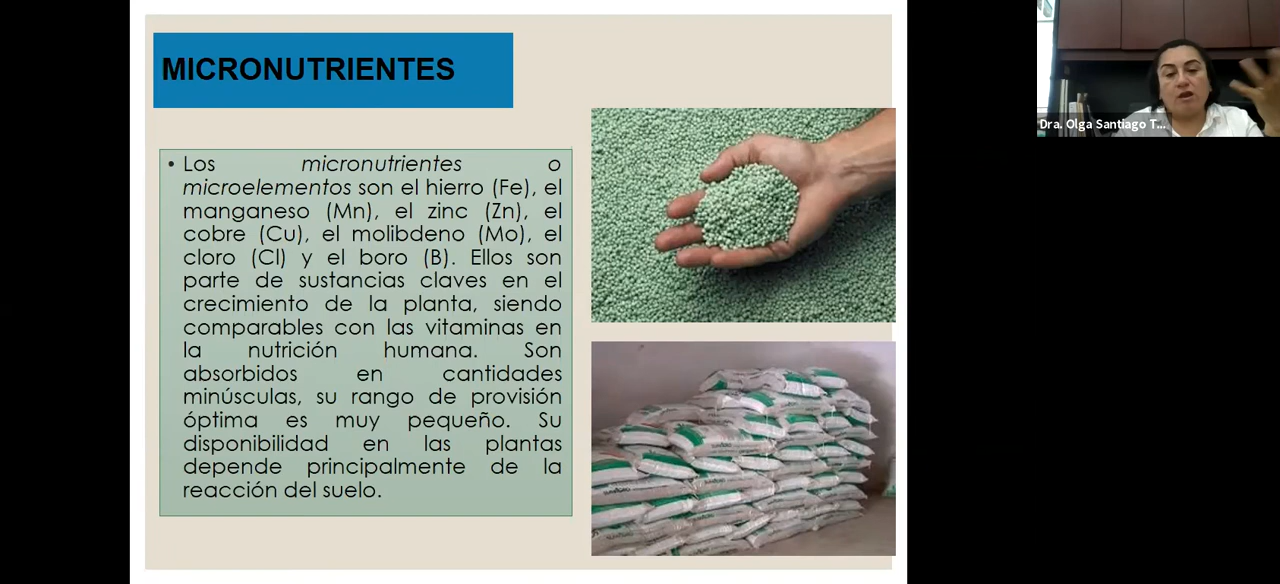 MICRONUTRIENTES
• Los micronutrientes o
microelementos son el hierro (Fe), el
manganeso (Mn), el zinc (Zn), el
cobre (Cu), el molibdeno (Mo), el
cloro (Cl) y el boro (B). Ellos son
parte de sustancias claves en el
crecimiento de la planta, siendo
comparables con las vitaminas en
la nutrición humana. Son
absorbidos en cantidades
minúsculas, su rango de provisión
óptima es muy pequeño. Su
disponibilidad en las plantas
depende principalmente de la
reacción del suelo.
Dra. Olga Santiago T...